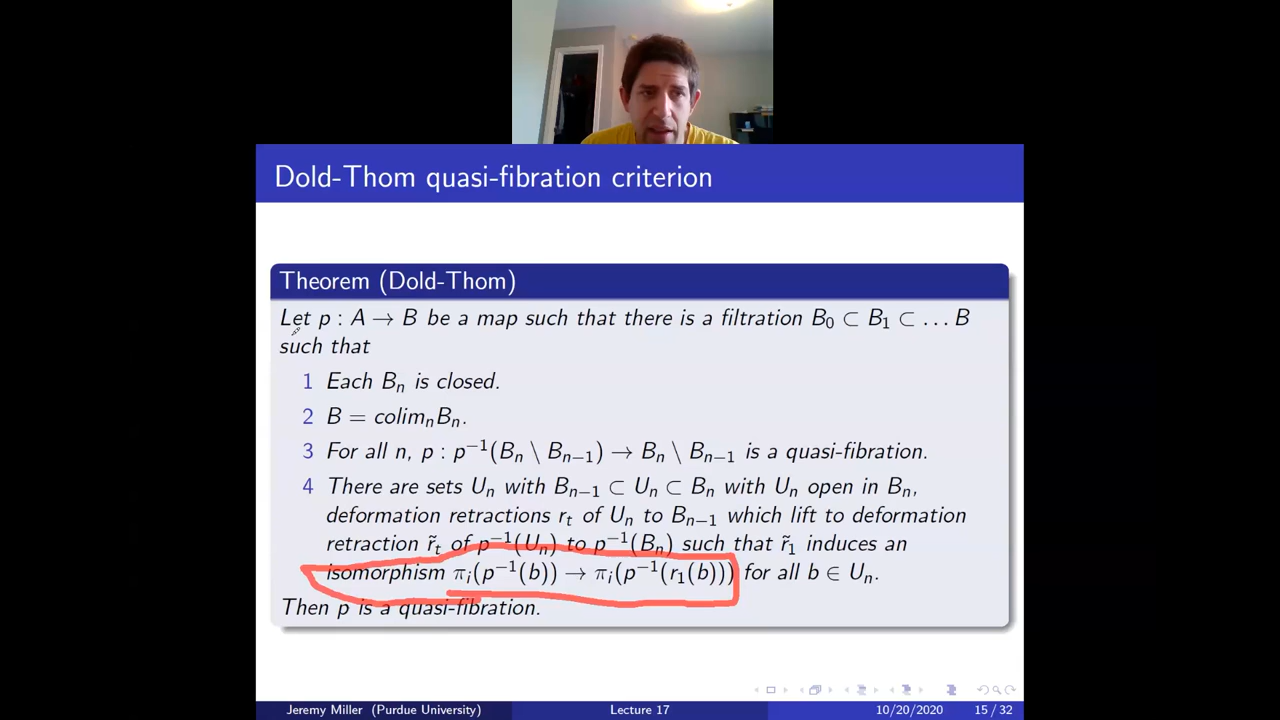 Dold-Thom quasi-fibration criterion
Theorem (Dold-Thom)
Let p : A → B be a map such that there is a filtration B₀ ⊂ B₁ ⊂ … B
such that
1 Each Bₙ is closed.
2 B = colimₙBₙ.
3 For all n, p : p⁻¹(Bₙ \ Bₙ₋₁) → Bₙ \ Bₙ₋₁ is a quasi-fibration.
4 There are sets Uₙ with Bₙ₋₁ ⊂ Uₙ ⊂ Bₙ with Uₙ open in Bₙ,
deformation retractions rₜ of Uₙ to Bₙ₋₁ which lift to deformation
retraction r̃ₜ of p⁻¹(Uₙ) to p⁻¹(Bₙ) such that r̃₁ induces an
isomorphism πᵢ(p⁻¹(b)) → πᵢ(p⁻¹(r₁(b))) for all b ∈ Uₙ.
Then p is a quasi-fibration.
Jeremy Miller (Purdue University) Lecture 17 10/20/2020 15 / 32